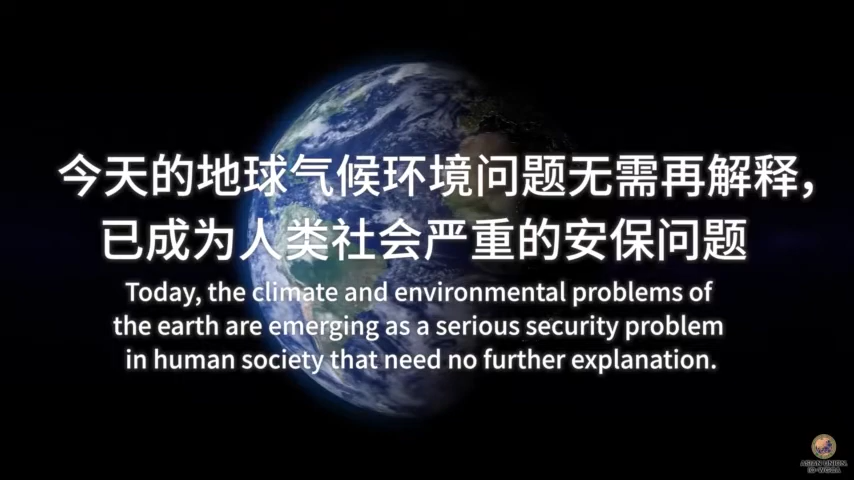 今天的地球气候环境问题无需再解释,
已成为人类社会严重的安保问题
Today, the climate and environmental problems of
the earth are emerging as a serious security problem
in human society that need no further explanation.
ASIAN UNION